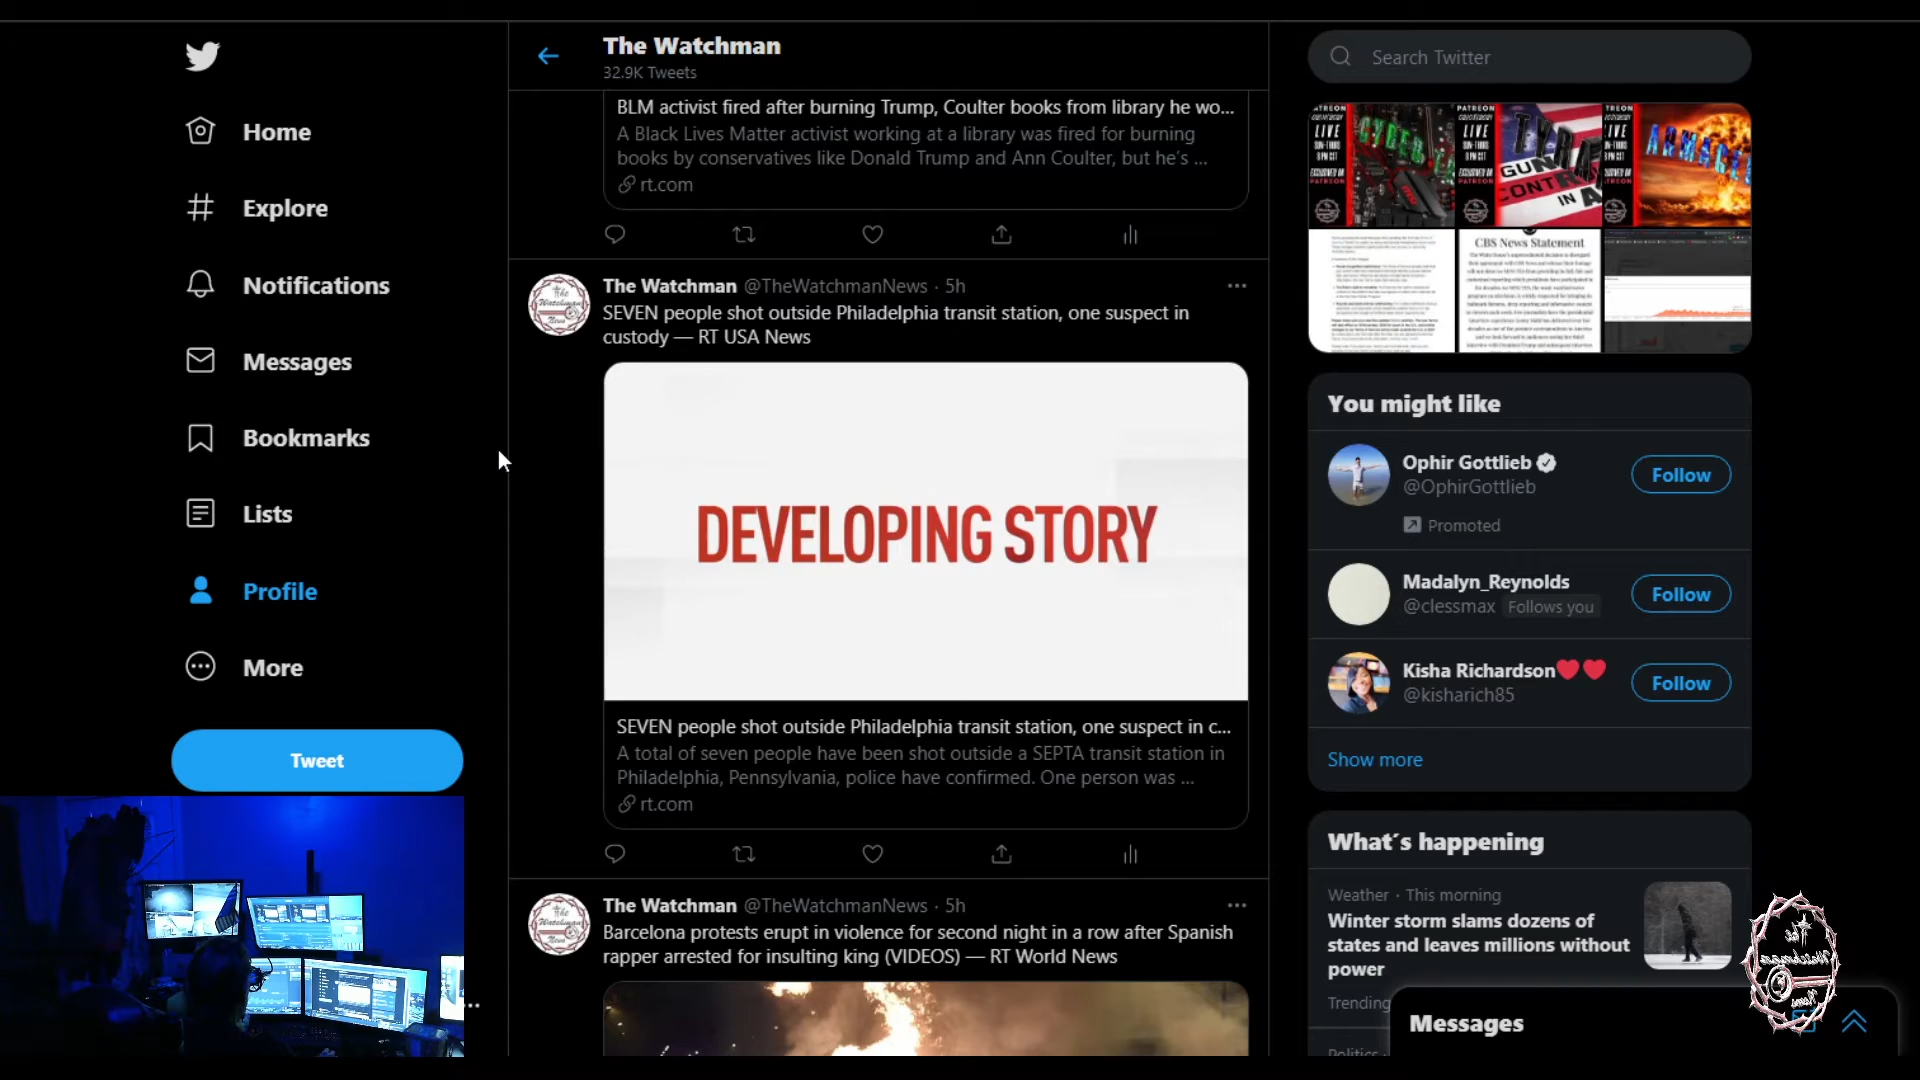 The Watchman
32.9K Tweets
Search Twitter
Home
Explore
Notifications
Messages
Bookmarks
Lists
Profile
More
Tweet
BLM activist fired after burning Trump, Coulter books from library he wo...
A Black Lives Matter activist working at a library was fired for burning
books by conservatives like Donald Trump and Ann Coulter, but he's ...
rt.com
The Watchman @TheWatchmanNews · 5h
SEVEN people shot outside Philadelphia transit station, one suspect in
custody — RT USA News
DEVELOPING STORY
SEVEN people shot outside Philadelphia transit station, one suspect in c...
A total of seven people have been shot outside a SEPTA transit station in
Philadelphia, Pennsylvania, police have confirmed. One person was ...
rt.com
The Watchman @TheWatchmanNews · 5h
Barcelona protests erupt in violence for second night in a row after Spanish
rapper arrested for insulting king (VIDEOS) — RT World News
PATREON
LIVE
CBS News Statement
You might like
Ophir Gottlieb
@OphirGottlieb
Follow
Promoted
Madalyn_Reynolds
@clessmax Follows you
Follow
Kisha Richardson
@kisharich85
Follow
Show more
What's happening
Weather · This morning
Winter storm slams dozens of
states and leaves millions without
power
Trending
Messages